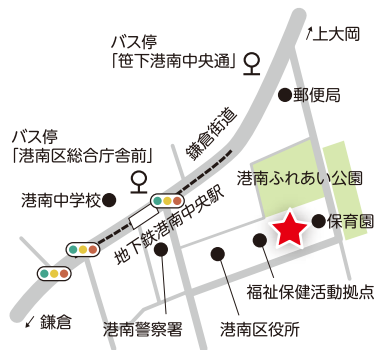 上大岡
バス停
「笹下港南中央通」
郵便局
鎌倉街道
バス停
「港南区総合庁舎前」
港南ふれあい公園
港南中学校
地下鉄港南中央駅
保育園
福祉保健活動拠点
鎌倉
港南警察署
港南区役所